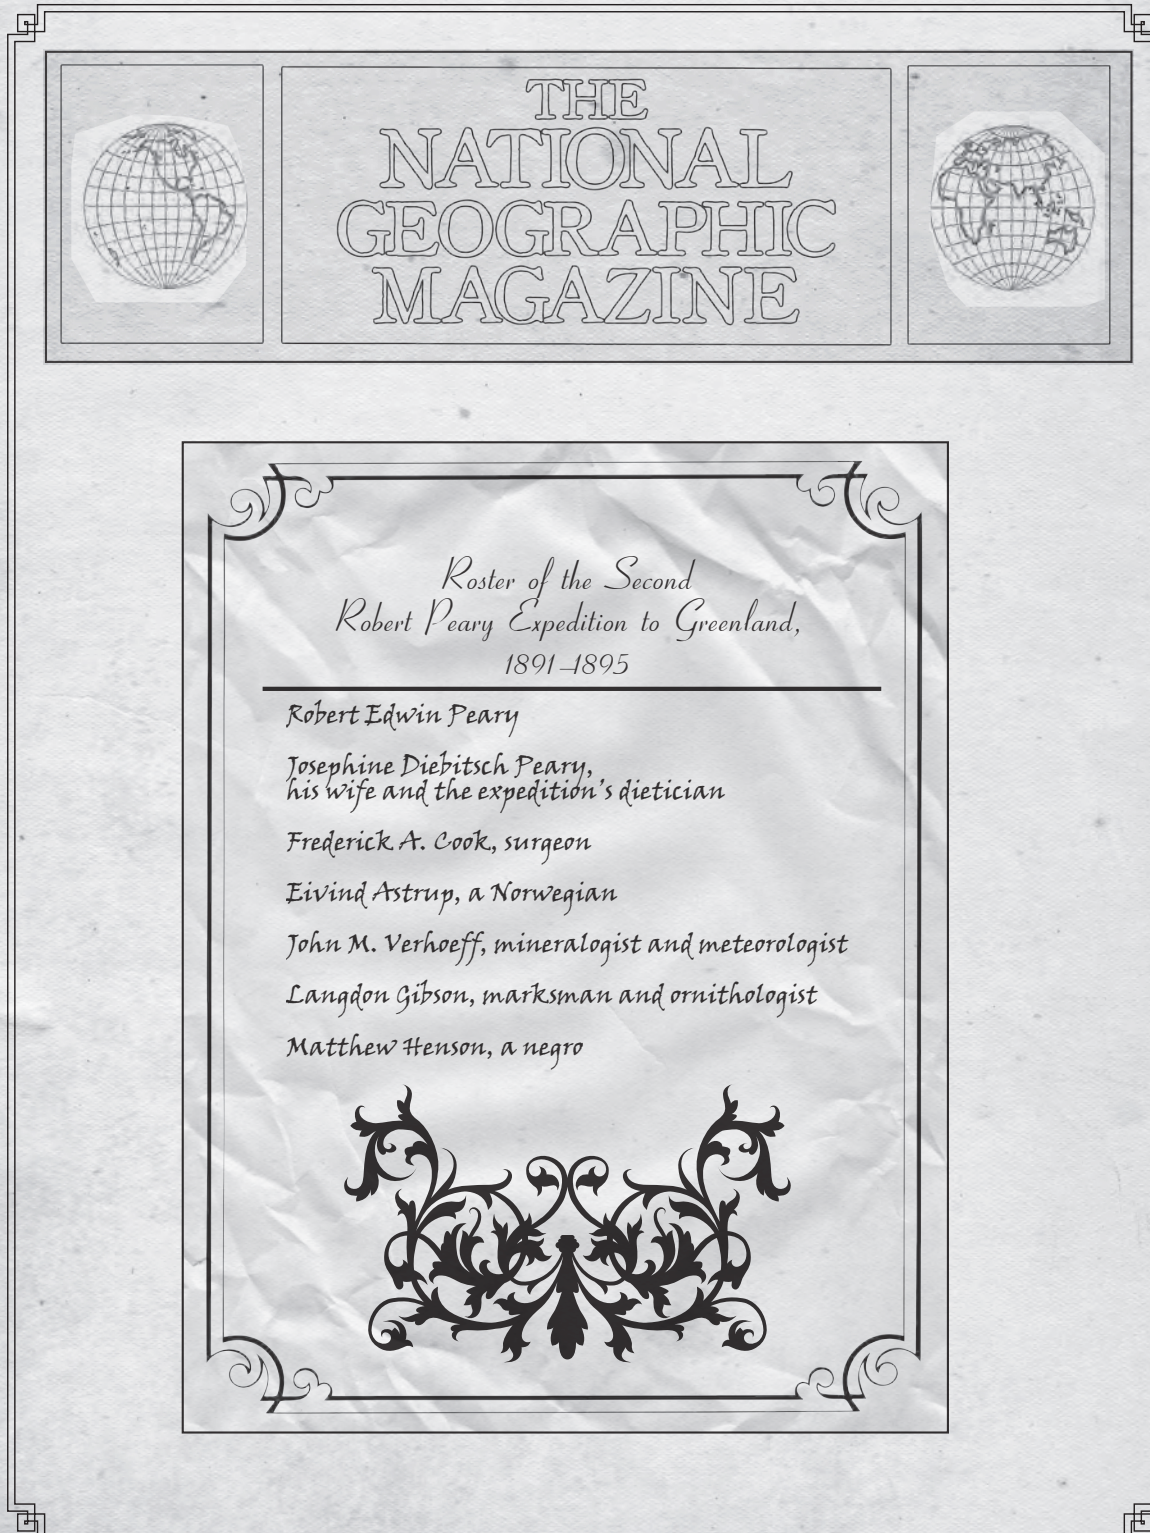 THE
NATIONAL
GEOGRAPHIC
MAGAZINE
Roster of the Second
Robert Peary Expedition to Greenland,
1891–1895
Robert Edwin Peary
Josephine Diebitsch Peary,
his wife and the expedition's dietician
Frederick A. Cook, surgeon
Eivind Astrup, a Norwegian
John M. Verhoeff, mineralogist and meteorologist
Langdon Gibson, marksman and ornithologist
Matthew Henson, a negro